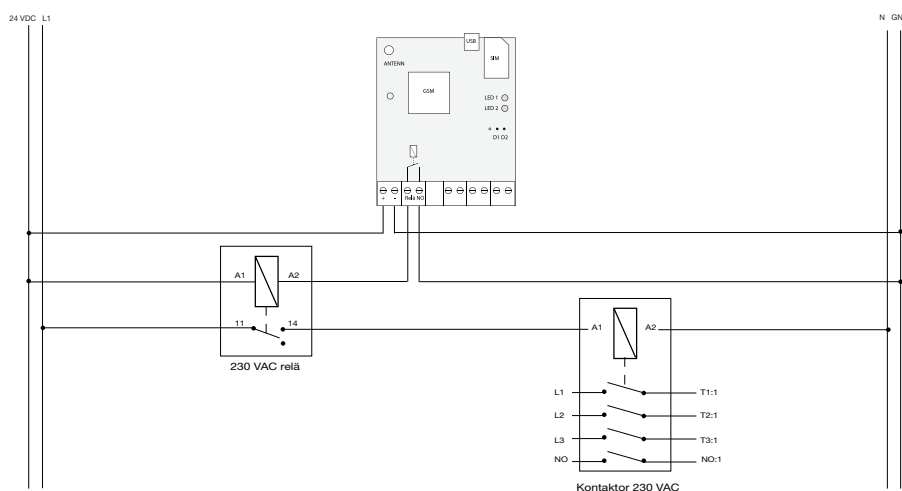 24 VDC L1
N GN
USB
SIM
ANTENN
GSM
LED 1
LED 2
+
D1 D2
+ - Relä NO
A1 A2
11 14
230 VAC relä
A1 A2
L1 T1:1
L2 T2:1
L3 T3:1
NO NO:1
Kontaktor 230 VAC